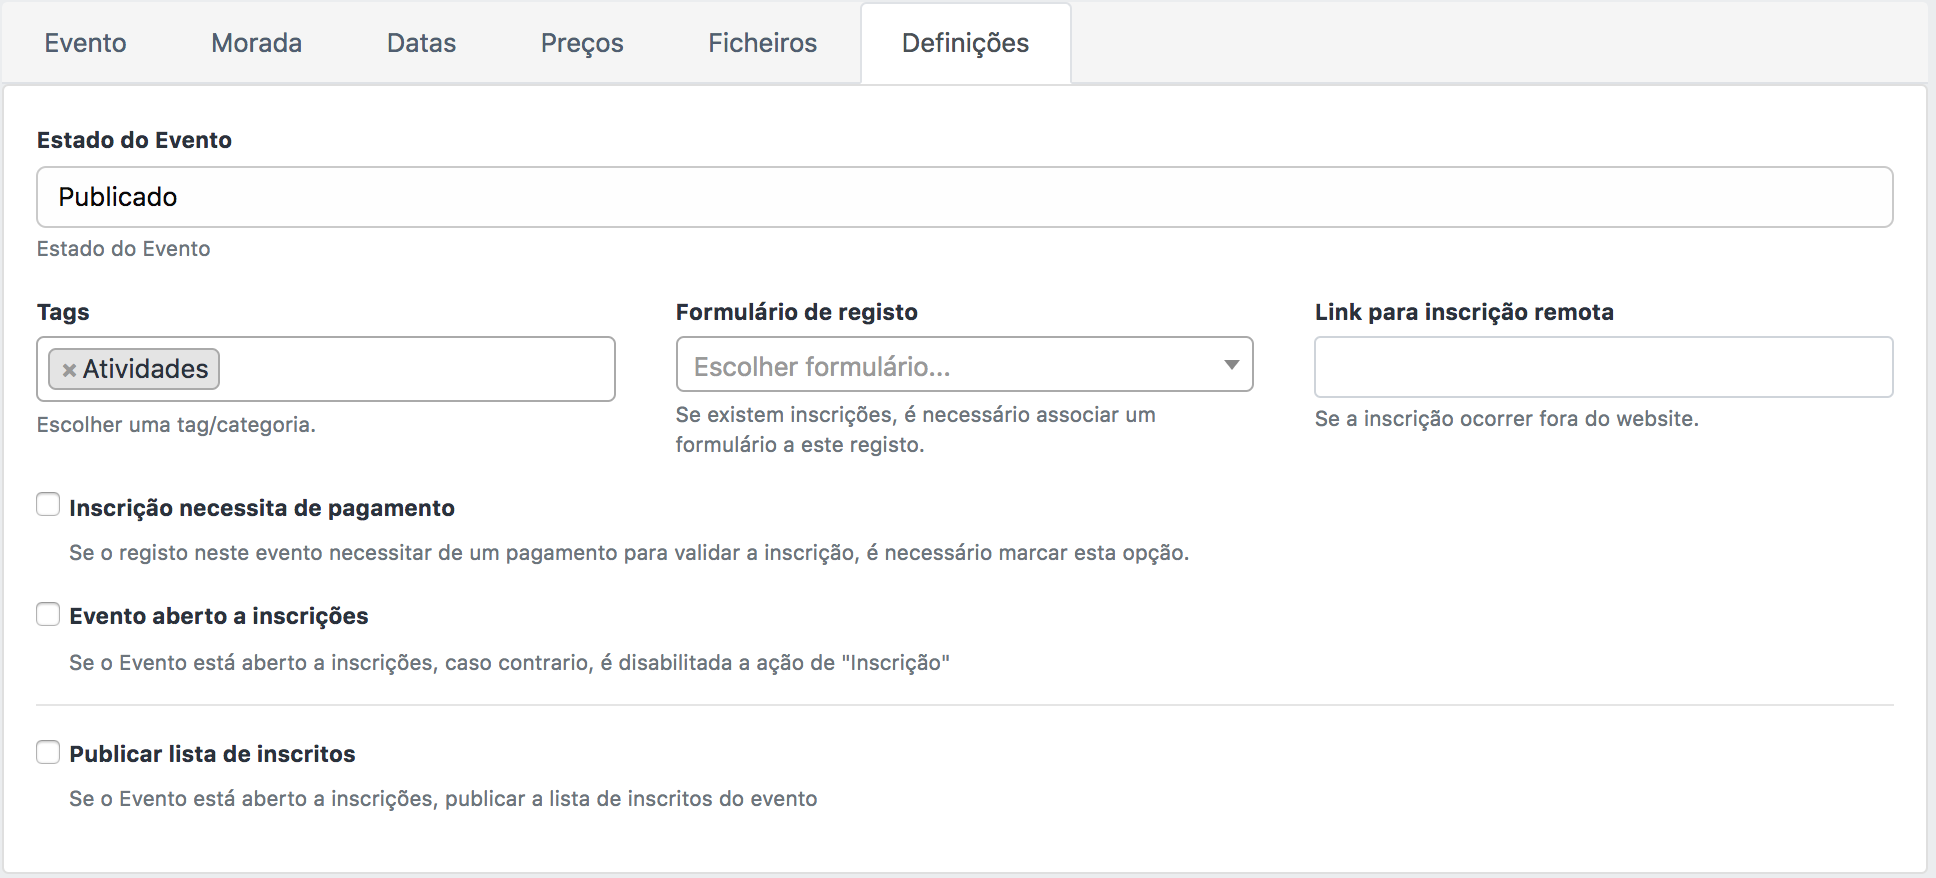 Evento Morada Datas Preços Ficheiros Definições
Estado do Evento
Publicado
Estado do Evento
Tags
× Atividades
Escolher uma tag/categoria.
Formulário de registo
Escolher formulário...
Se existem inscrições, é necessário associar um
formulário a este registo.
Link para inscrição remota
Se a inscrição ocorrer fora do website.
Inscrição necessita de pagamento
Se o registo neste evento necessitar de um pagamento para validar a inscrição, é necessário marcar esta opção.
Evento aberto a inscrições
Se o Evento está aberto a inscrições, caso contrario, é disabilitada a ação de "Inscrição"
Publicar lista de inscritos
Se o Evento está aberto a inscrições, publicar a lista de inscritos do evento